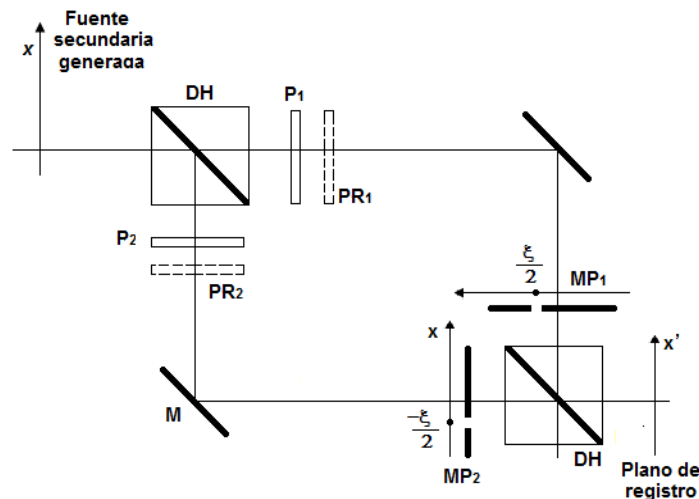 Fuente
secundaria
generada
x
DH
P1
PR1
P2
PR2
ξ
2
MP1
x
x'
M
-ξ
2
MP2
DH
Plano de
registro